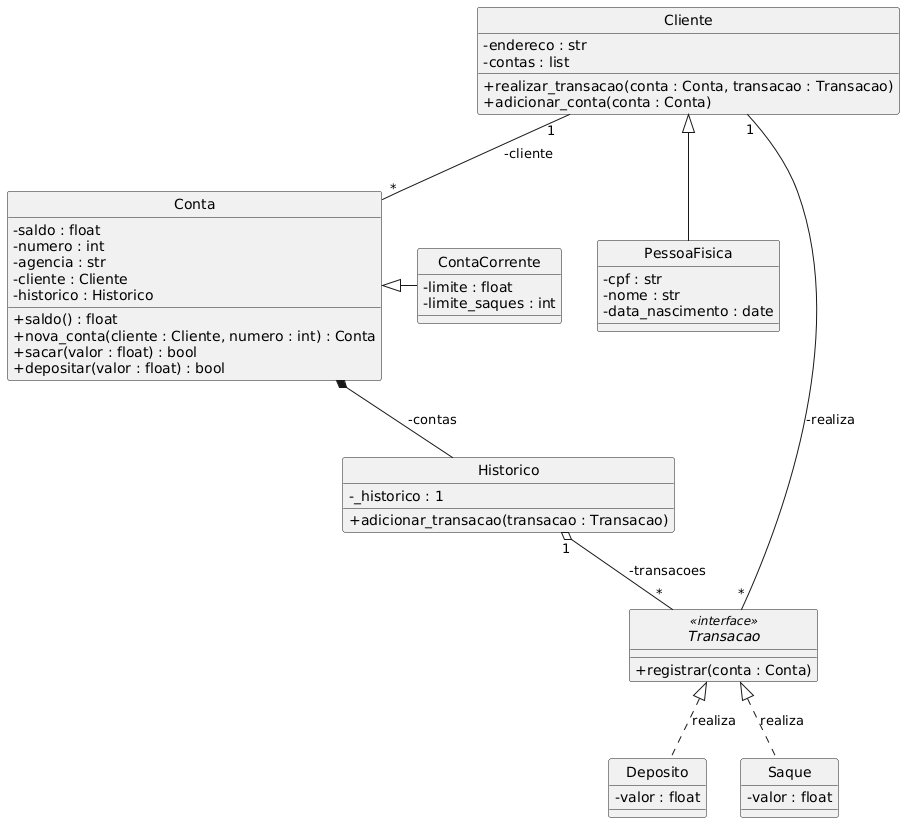 Cliente
-endereco : str
-contas : list
+realizar_transacao(conta : Conta, transacao : Transacao)
+adicionar_conta(conta : Conta)
1
1
-cliente
*
Conta
-saldo : float
-numero : int
-agencia : str
-cliente : Cliente
-historico : Historico
+saldo() : float
+nova_conta(cliente : Cliente, numero : int) : Conta
+sacar(valor : float) : bool
+depositar(valor : float) : bool
ContaCorrente
-limite : float
-limite_saques : int
PessoaFisica
-cpf : str
-nome : str
-data_nascimento : date
-contas
-realiza
Historico
-_historico : 1
+adicionar_transacao(transacao : Transacao)
1
-transacoes
*
*
«interface»
Transacao
+registrar(conta : Conta)
realiza
realiza
Deposito
-valor : float
Saque
-valor : float